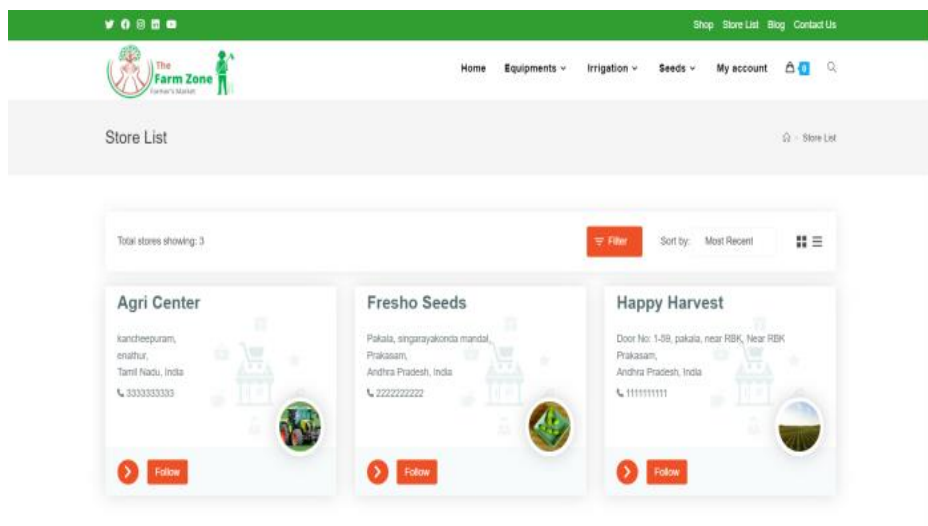 Shop Store List Blog Contact Us
The
Farm Zone
Farmer's Market
Home Equipments Irrigation Seeds My account 0
Store List
> Store List
Total stores showing: 3
Filter Sort by: Most Recent
Agri Center
kancheepuram,
enathur,
Tamil Nadu, India
3333333333
Follow
Fresho Seeds
Pakala, singarayakonda mandal,
Prakasam,
Andhra Pradesh, India
2222222222
Follow
Happy Harvest
Door No: 1-59, pakala, near RBK, Near RBK
Prakasam,
Andhra Pradesh, India
1111111111
Follow